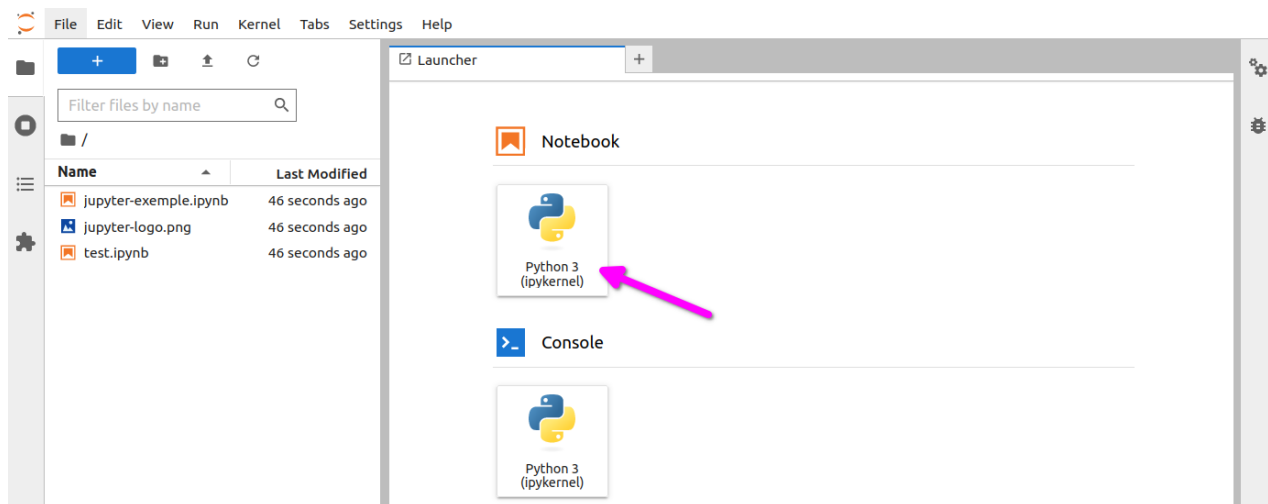 File Edit View Run Kernel Tabs Settings Help
+
Launcher
+
Filter files by name
/
Name Last Modified
jupyter-exemple.ipynb 46 seconds ago
jupyter-logo.png 46 seconds ago
test.ipynb 46 seconds ago
Notebook
Python 3
(ipykernel)
Console
Python 3
(ipykernel)